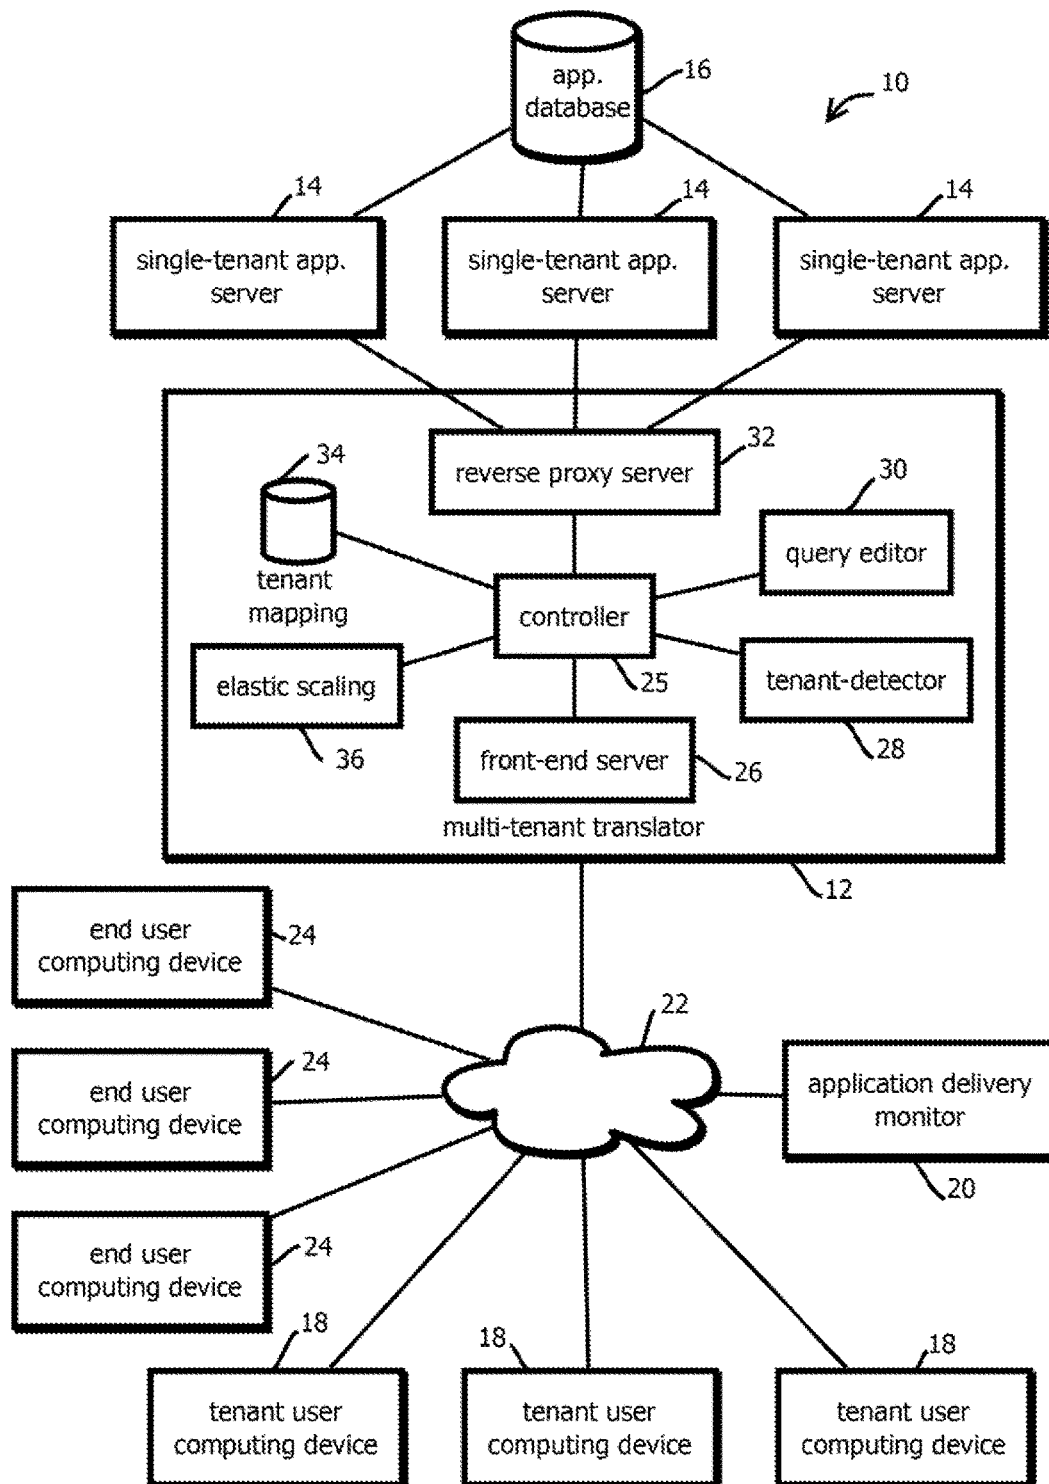 app.
database
16
10
14
14
14
single-tenant app.
server
single-tenant app.
server
single-tenant app.
server
34
reverse proxy server
32
30
query editor
tenant
mapping
controller
25
elastic scaling
36
tenant-detector
28
front-end server
26
multi-tenant translator
12
end user
computing device
24
22
end user
computing device
24
application delivery
monitor
20
end user
computing device
24
18
18
18
tenant user
computing device
tenant user
computing device
tenant user
computing device